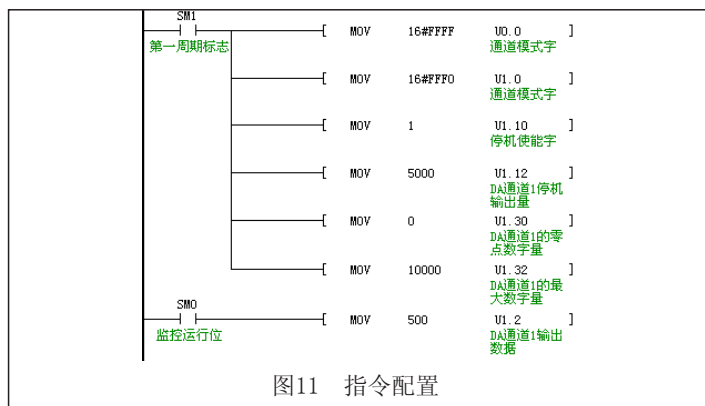 SM1
[ MOV 16#FFFF U0.0 ]
第一周期标志
通道模式字
[ MOV 16#FFF0 U1.0 ]
通道模式字
[ MOV 1 U1.10 ]
停机使能字
[ MOV 5000 U1.12 ]
DA通道1停机
输出量
[ MOV 0 U1.30 ]
DA通道1的零
点数字量
[ MOV 10000 U1.32 ]
DA通道1的最
大数字量
SM0
[ MOV 500 U1.2 ]
监控运行位
DA通道1输出
数据
图11 指令配置